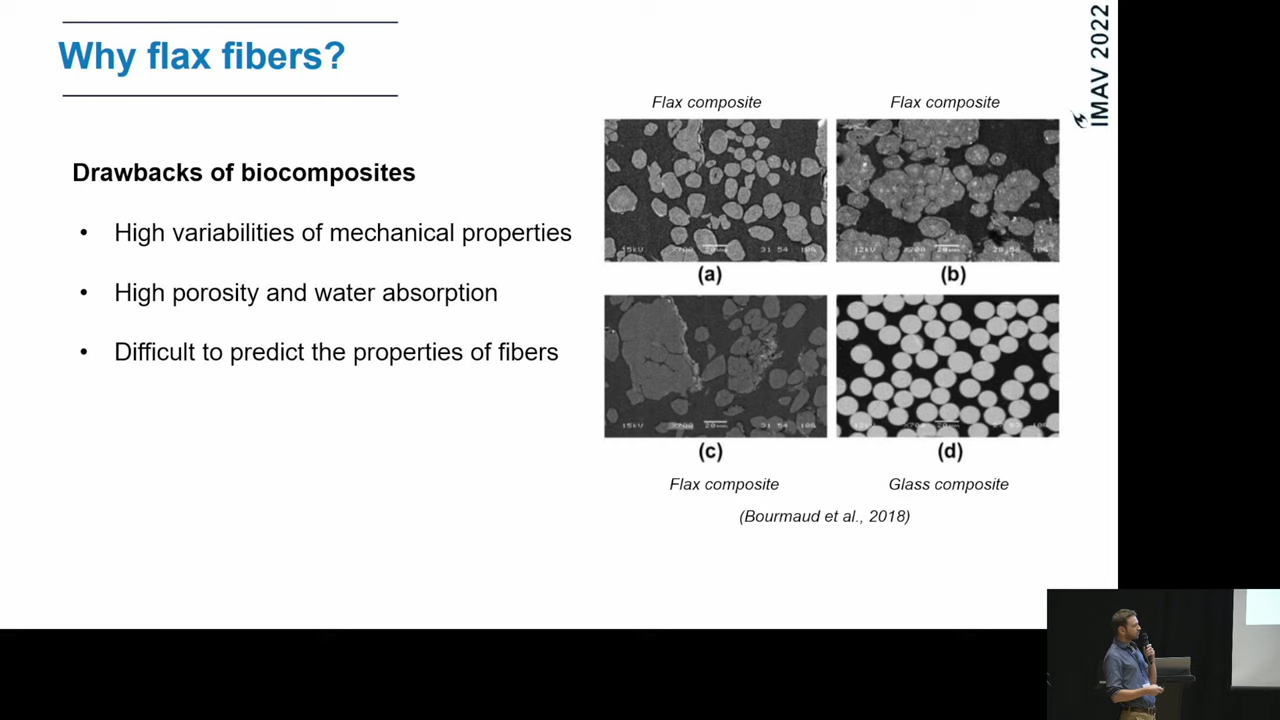 Why flax fibers?
IMAV 2022
Drawbacks of biocomposites
• High variabilities of mechanical properties
• High porosity and water absorption
• Difficult to predict the properties of fibers
Flax composite
Flax composite
(a)
(b)
(c)
(d)
Flax composite
Glass composite
(Bourmaud et al., 2018)